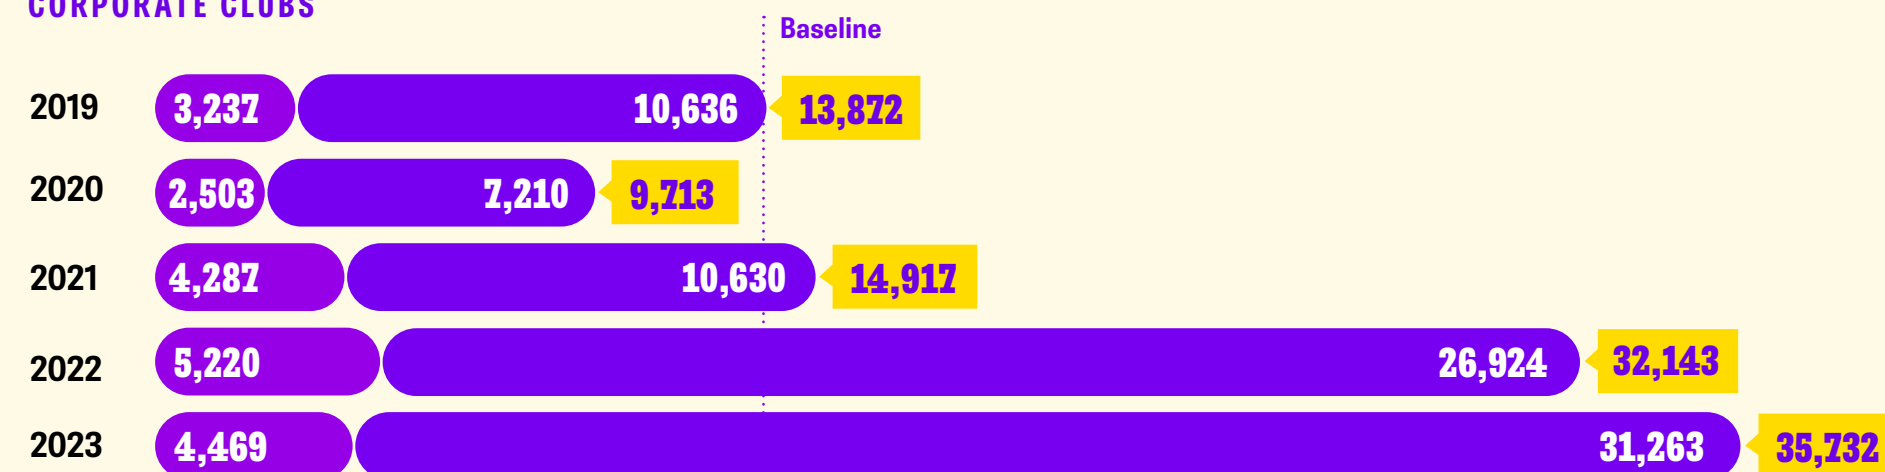 CORPORATE CLUBS
Baseline
2019 3,237 10,636 13,872
2020 2,503 7,210 9,713
2021 4,287 10,630 14,917
2022 5,220 26,924 32,143
2023 4,469 31,263 35,732